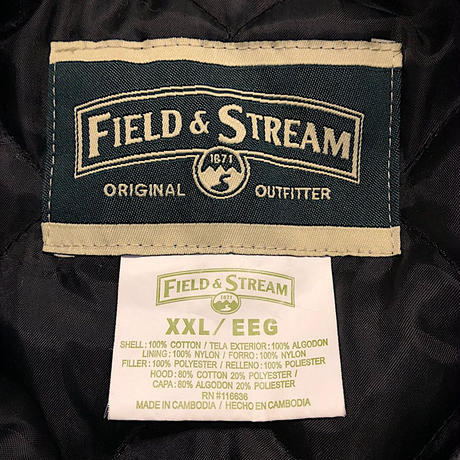 FIELD & STREAM
1871
ORIGINAL OUTFITTER
FIELD & STREAM
1871
XXL/EEG
SHELL: 100% COTTON / TELA EXTERIOR: 100% ALGODON
LINING: 100% NYLON / FORRO: 100% NYLON
FILLER: 100% POLYESTER / RELLENO: 100% POLIESTER
HOOD: 80% COTTON 20% POLYESTER /
CAPA: 80% ALGODON 20% POLIESTER
RN #116636
MADE IN CAMBODIA / HECHO EN CAMBODIA